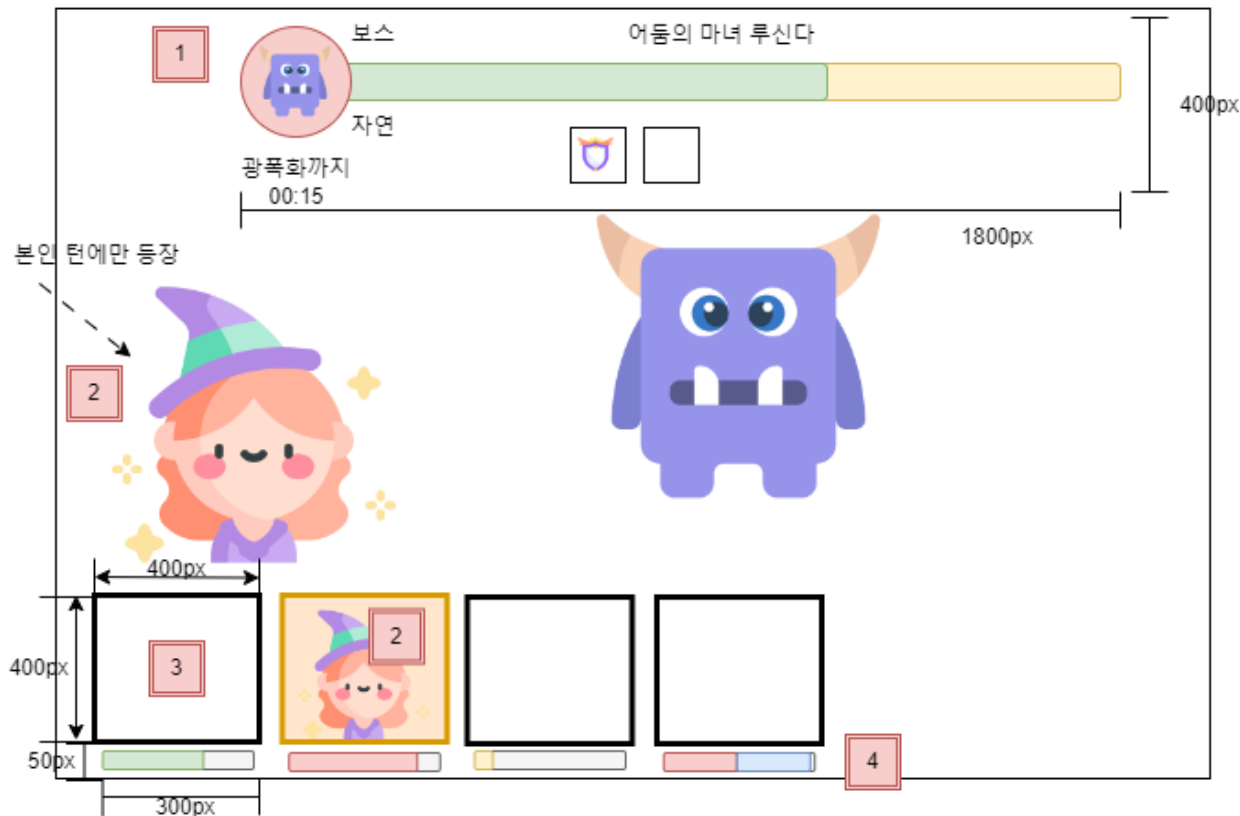 1
보스
어둠의 마녀 루신다
400px
자연
광폭화까지
00:15
1800px
본인 턴에만 등장
2
400px
400px
3
2
50px
4
300px